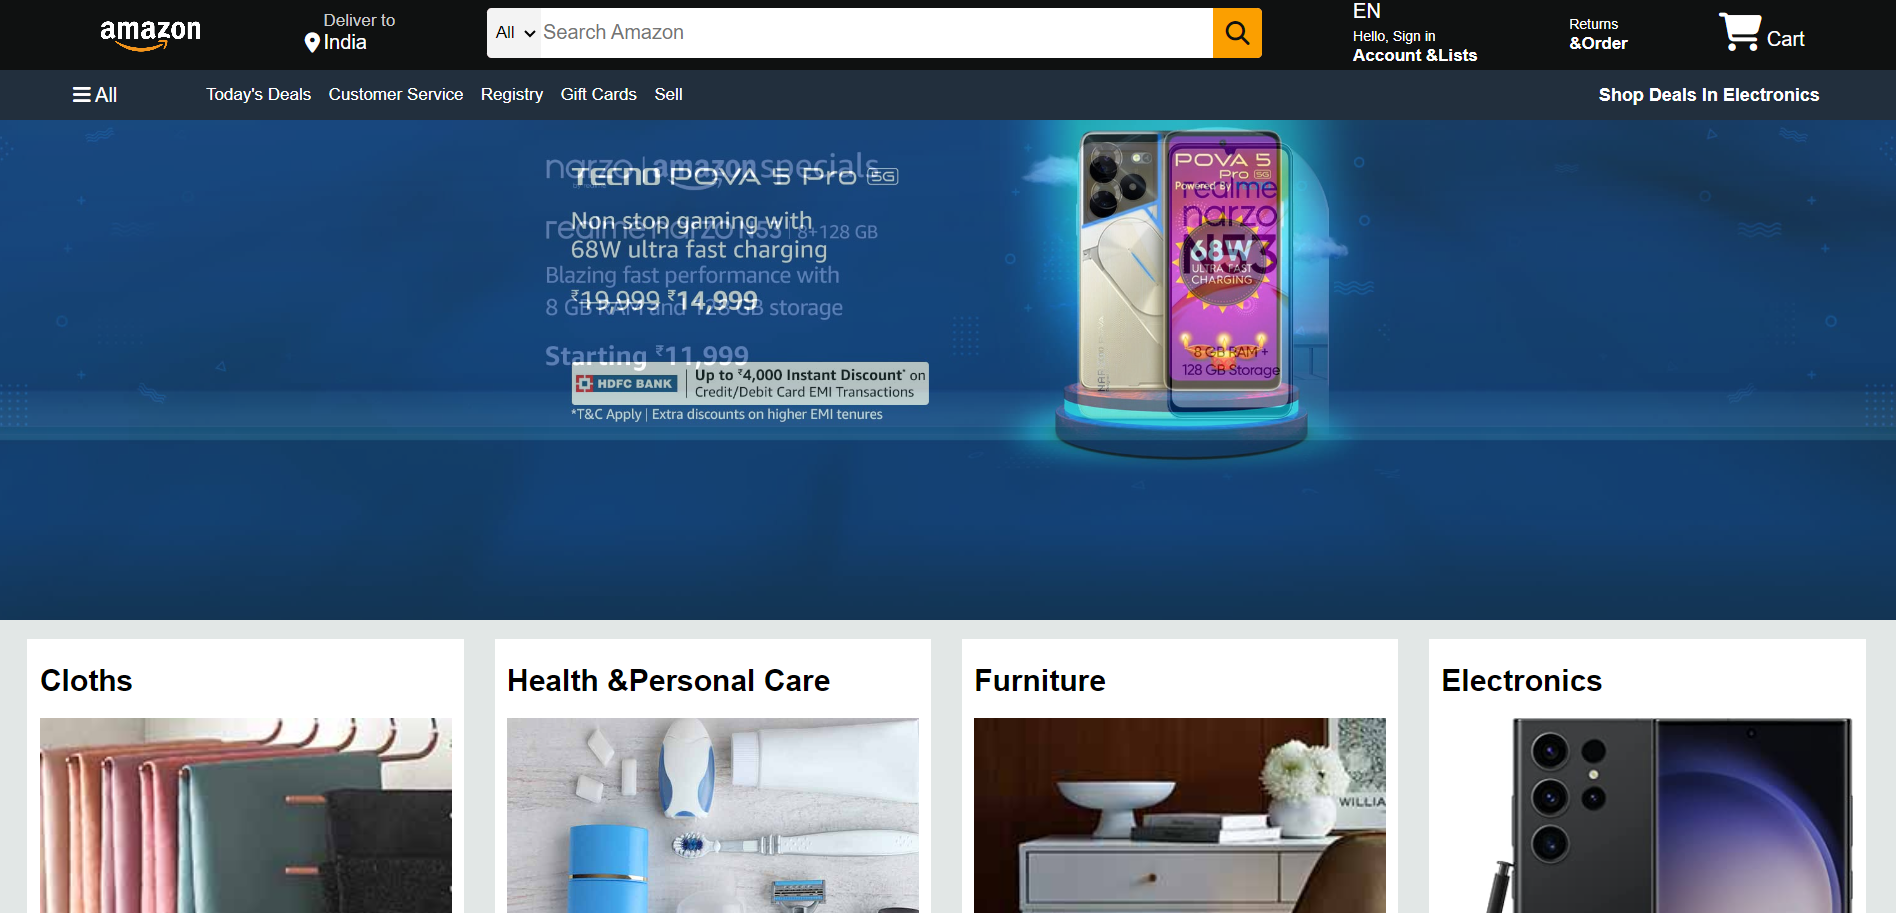 amazon
Deliver to
India
All
Search Amazon
EN
Hello, Sign in
Account &Lists
Returns
&Order
Cart
All
Today's Deals
Customer Service
Registry
Gift Cards
Sell
Shop Deals In Electronics
narzo | amazon specials
TECNO POVA 5 Pro 5G
Non stop gaming with
68W ultra fast charging
realme narzo N53 | 8+128 GB
Blazing fast performance with
8 GB RAM and 128 GB storage
₹19,999 ₹14,999
Starting ₹11,999
HDFC BANK
Up to ₹4,000 Instant Discount* on
Credit/Debit Card EMI Transactions
*T&C Apply | Extra discounts on higher EMI tenures
POVA 5
Pro 5G
Powered By
realme
narzo
N53
68W
ULTRA FAST
CHARGING
8 GB RAM +
128 GB Storage
Cloths
Health &Personal Care
Furniture
Electronics
WILLIA